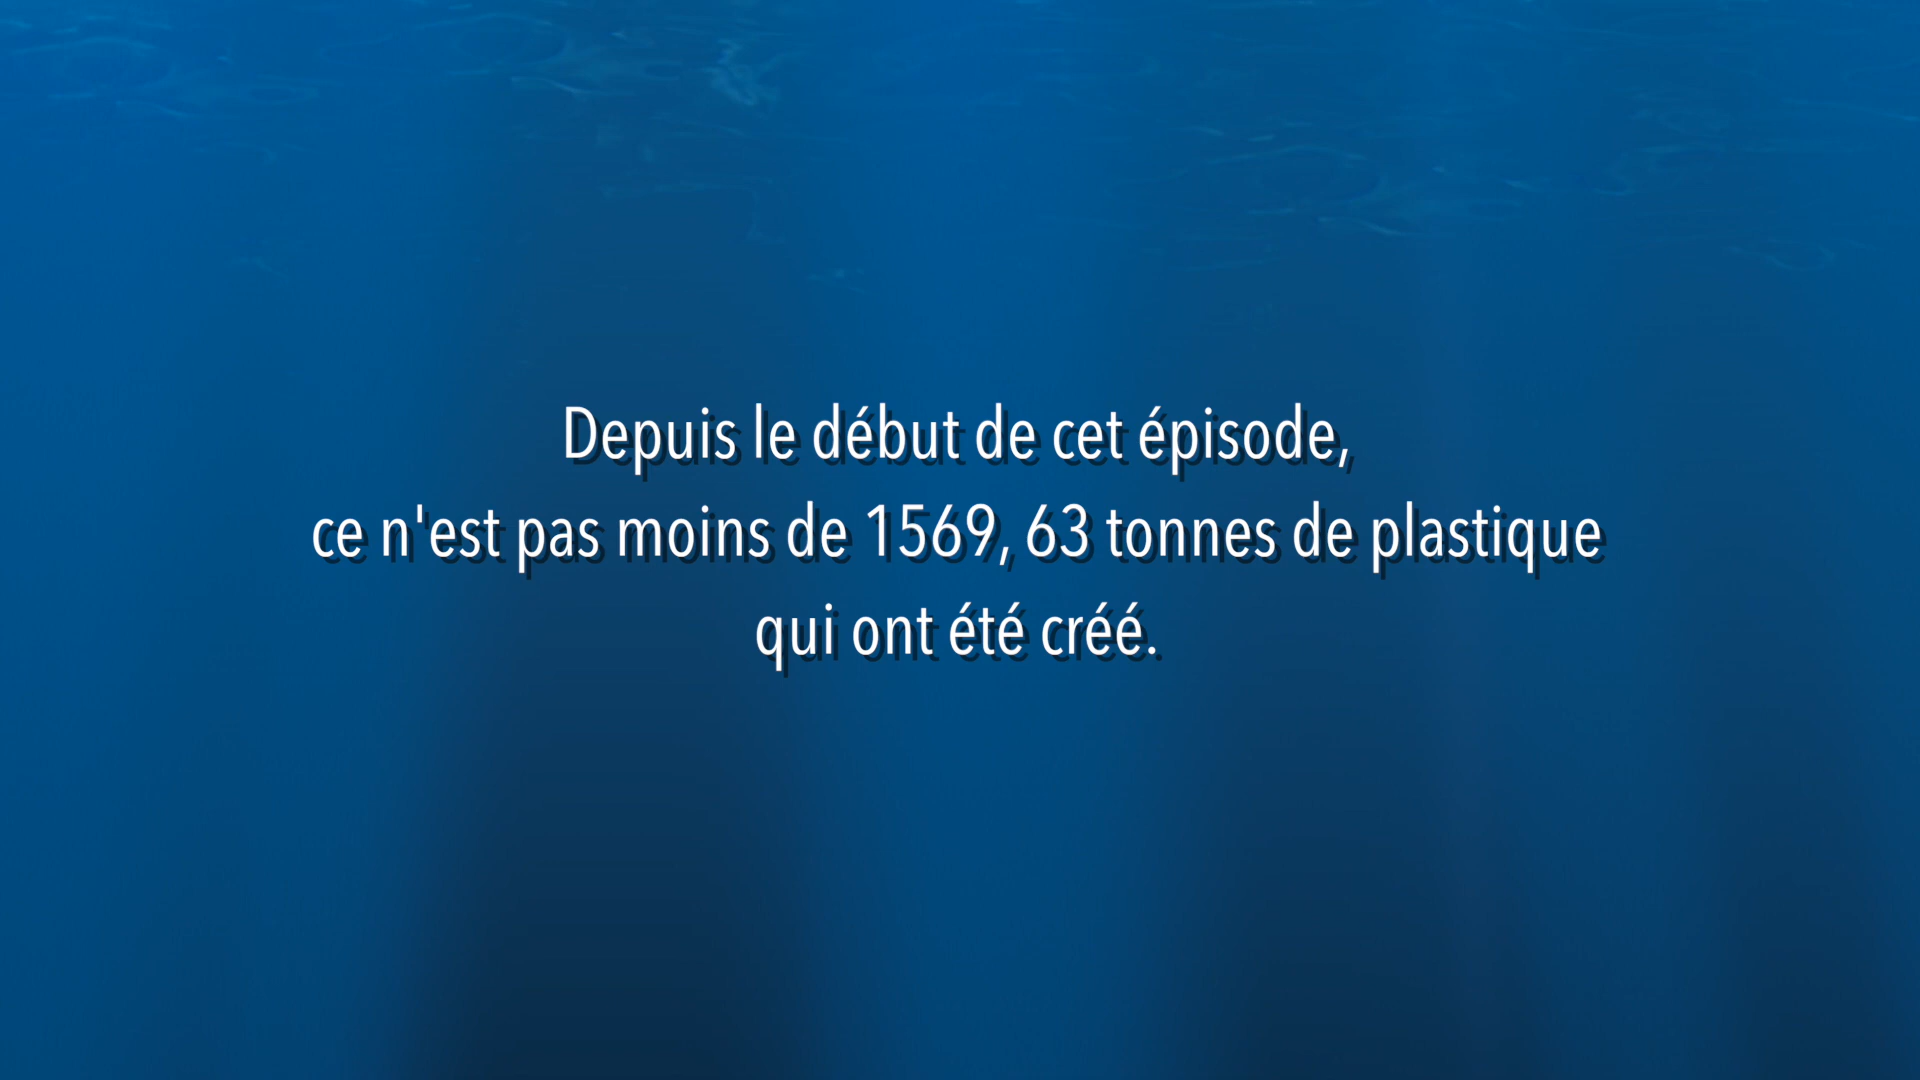 Depuis le début de cet épisode,
ce n'est pas moins de 1569, 63 tonnes de plastique
qui ont été créé.